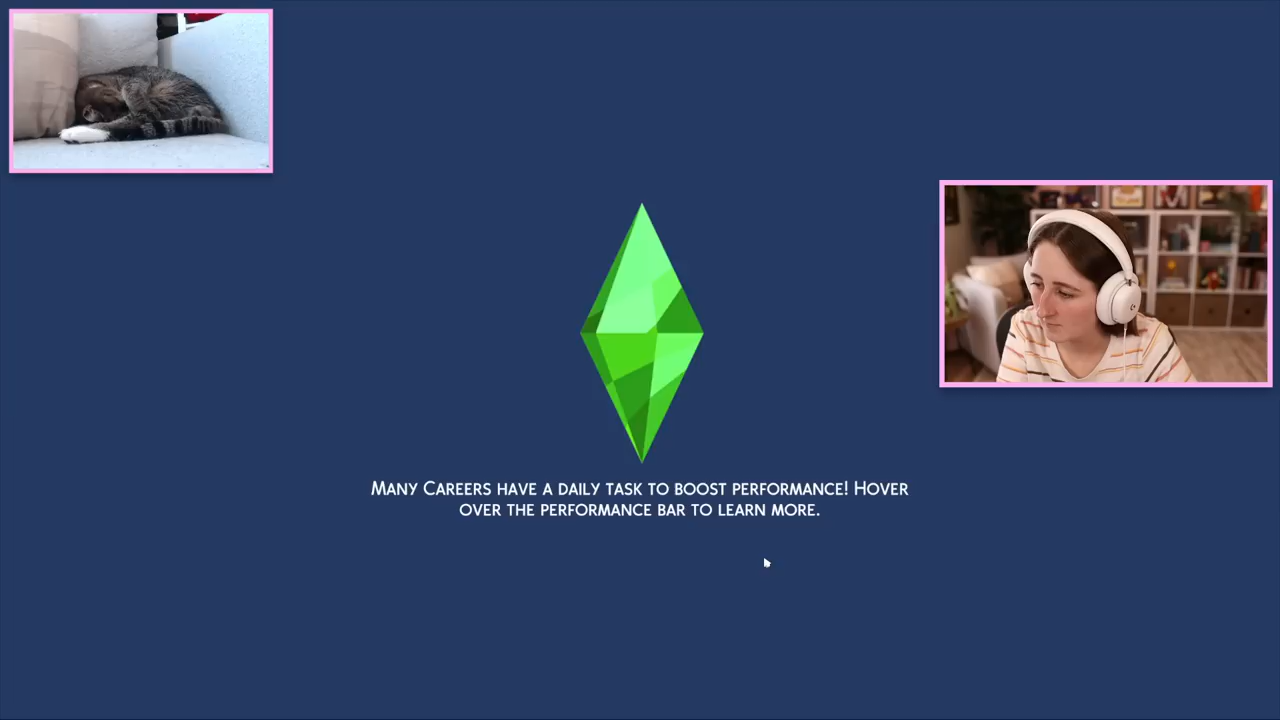 Many Careers have a daily task to boost performance! Hover
over the performance bar to learn more.